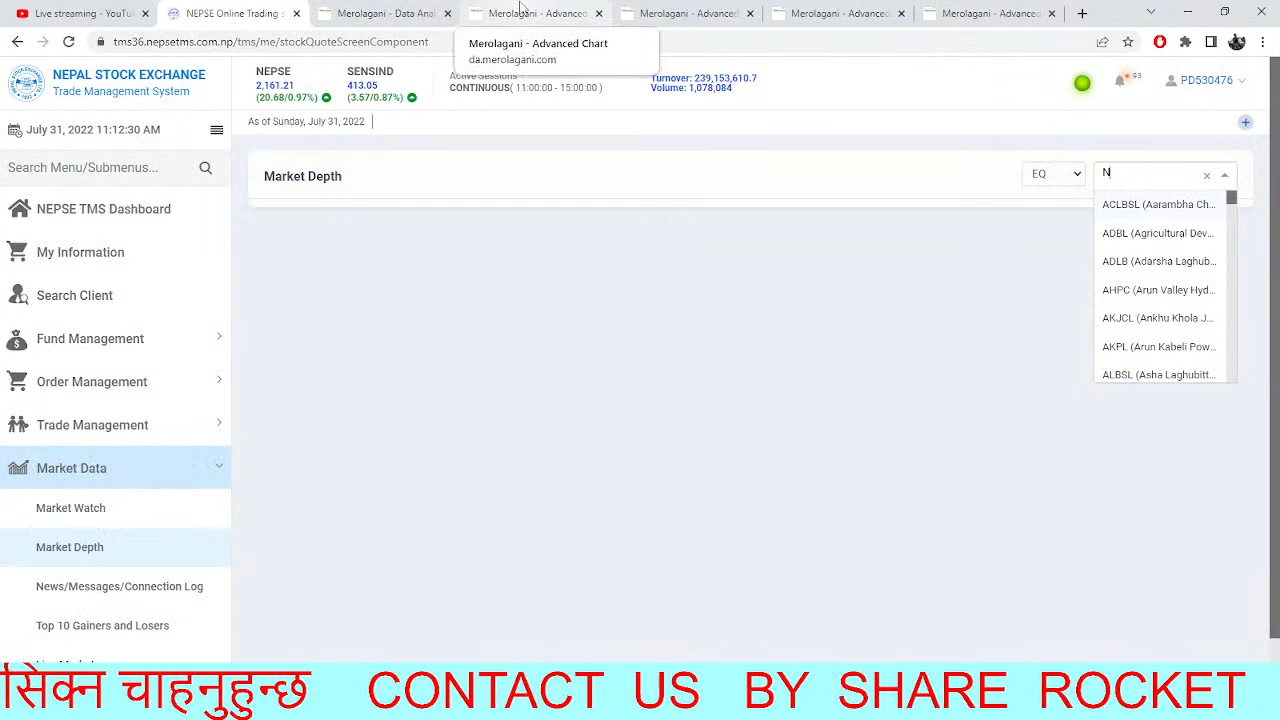 Live streaming - YouTu
NEPSE Online Trading s
Merolagani - Data Anal
Merolagani - Advanced
Merolagani - Advanced
Merolagani - Advanced
Merolagani - Advanced
tms36.nepsetms.com.np/tms/me/stockQuoteScreenComponent
Merolagani - Advanced Chart
da.merolagani.com
NEPAL STOCK EXCHANGE
Trade Management System
NEPSE
2,161.21
(20.68/0.97%)
SENSIND
413.05
(3.57/0.87%)
Active Sessions
CONTINUOUS( 11:00:00 - 15:00:00 )
Turnover: 239,153,610.7
Volume: 1,078,084
93
PD530476
July 31, 2022 11:12:30 AM
As of Sunday, July 31, 2022
Search Menu/Submenus...
NEPSE TMS Dashboard
My Information
Search Client
Fund Management
Order Management
Trade Management
Market Data
Market Watch
Market Depth
News/Messages/Connection Log
Top 10 Gainers and Losers
Market Depth
EQ
N
ACLBSL (Aarambha Ch...
ADBL (Agricultural Dev...
ADLB (Adarsha Laghub...
AHPC (Arun Valley Hyd...
AKJCL (Ankhu Khola J...
AKPL (Arun Kabeli Pow...
ALBSL (Asha Laghubitt...
सिक्न चाहनुहुन्छ CONTACT US BY SHARE ROCKET